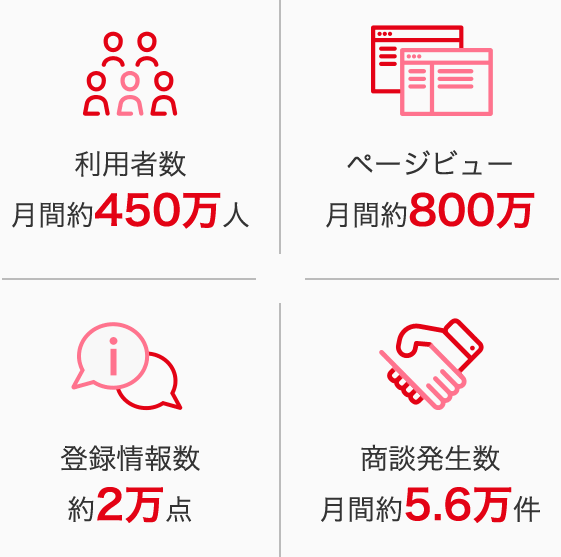 利用者数
月間約450万人
ページビュー
月間約800万
i
登録情報数
約2万点
商談発生数
月間約5.6万件